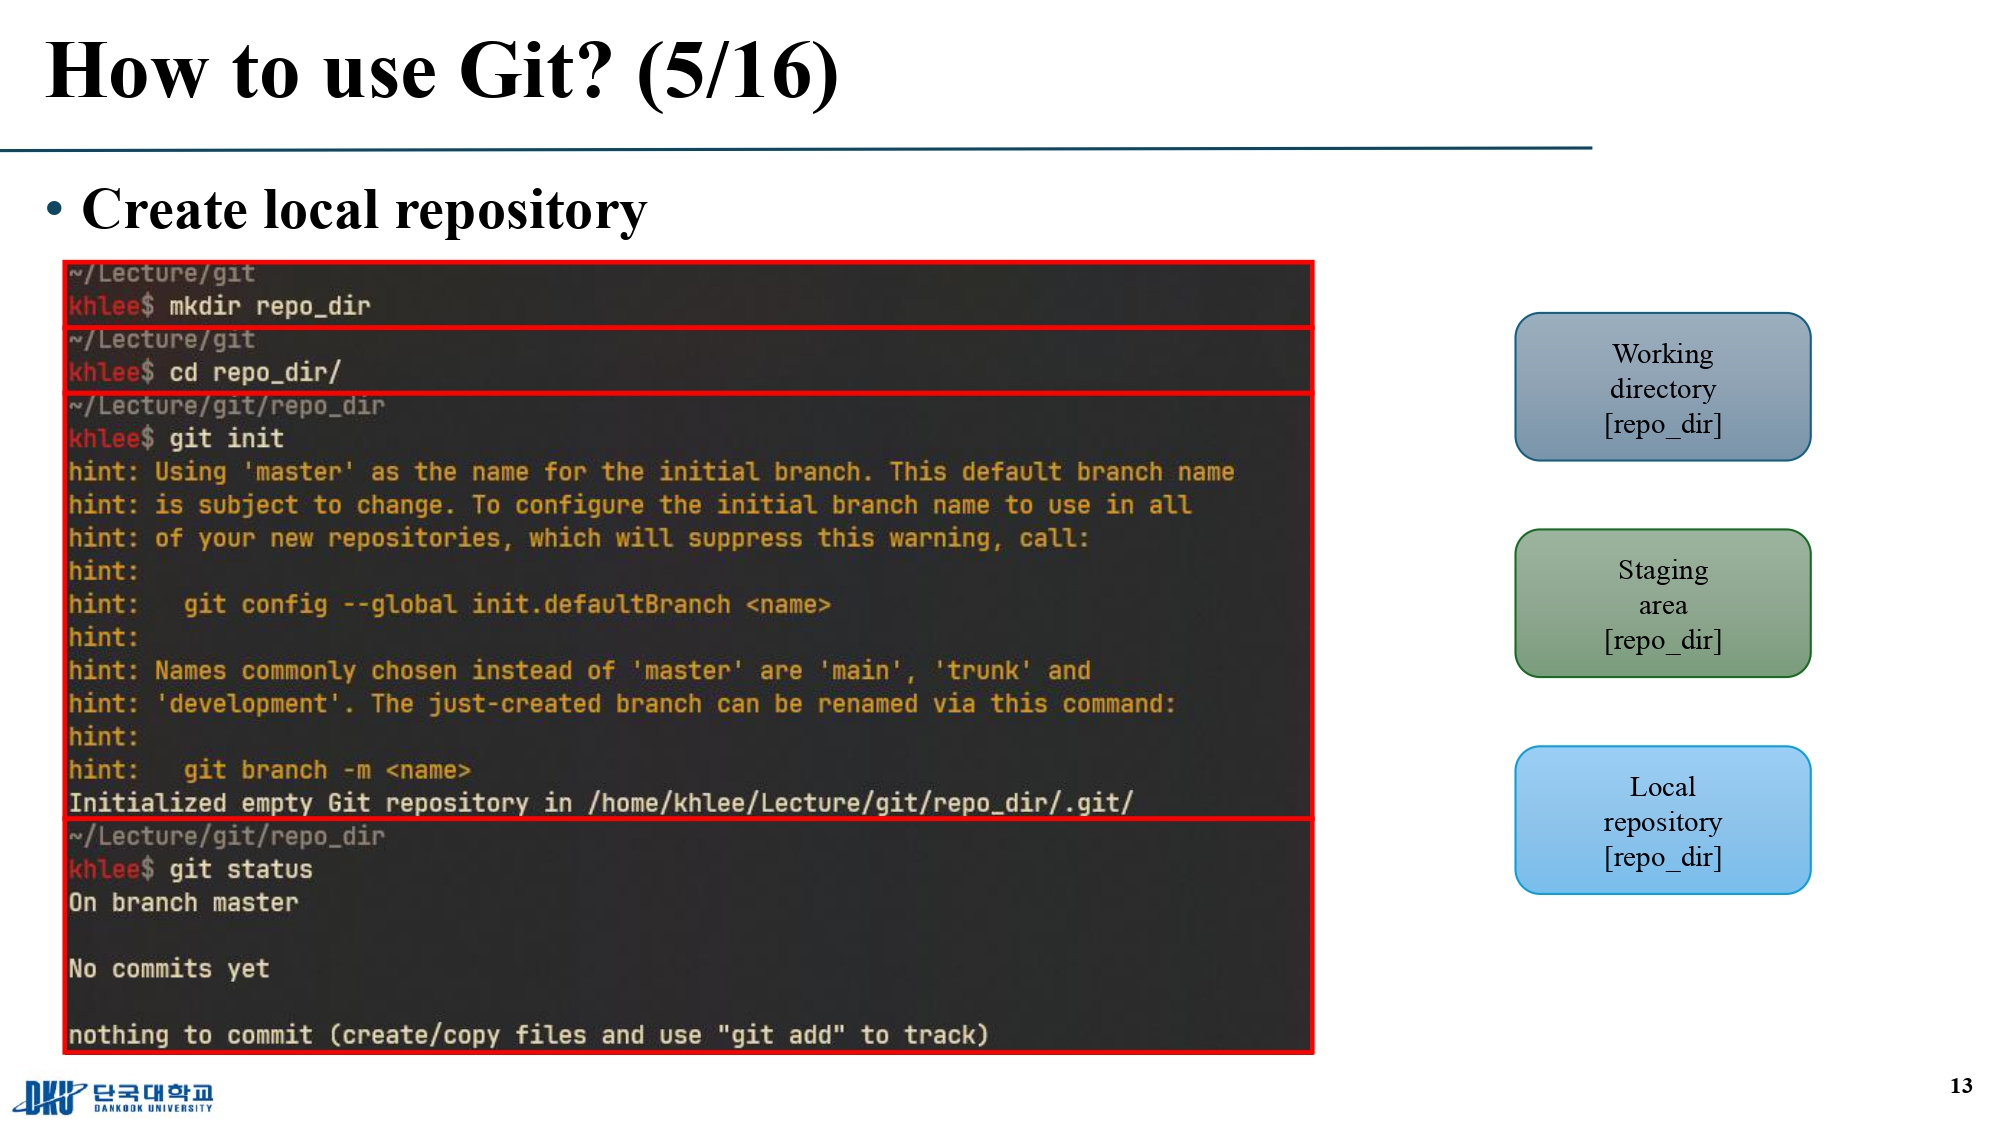 How to use Git? (5/16)
• Create local repository
~/Lecture/git
khlee$ mkdir repo_dir
~/Lecture/git
khlee$ cd repo_dir/
~/Lecture/git/repo_dir
khlee$ git init
hint: Using 'master' as the name for the initial branch. This default branch name
hint: is subject to change. To configure the initial branch name to use in all
hint: of your new repositories, which will suppress this warning, call:
hint:
hint:   git config --global init.defaultBranch <name>
hint:
hint: Names commonly chosen instead of 'master' are 'main', 'trunk' and
hint: 'development'. The just-created branch can be renamed via this command:
hint:
hint:   git branch -m <name>
Initialized empty Git repository in /home/khlee/Lecture/git/repo_dir/.git/
~/Lecture/git/repo_dir
khlee$ git status
On branch master
No commits yet
nothing to commit (create/copy files and use "git add" to track)
Working
directory
[repo_dir]
Staging
area
[repo_dir]
Local
repository
[repo_dir]
DKU 단국대학교
DANKOOK UNIVERSITY
13